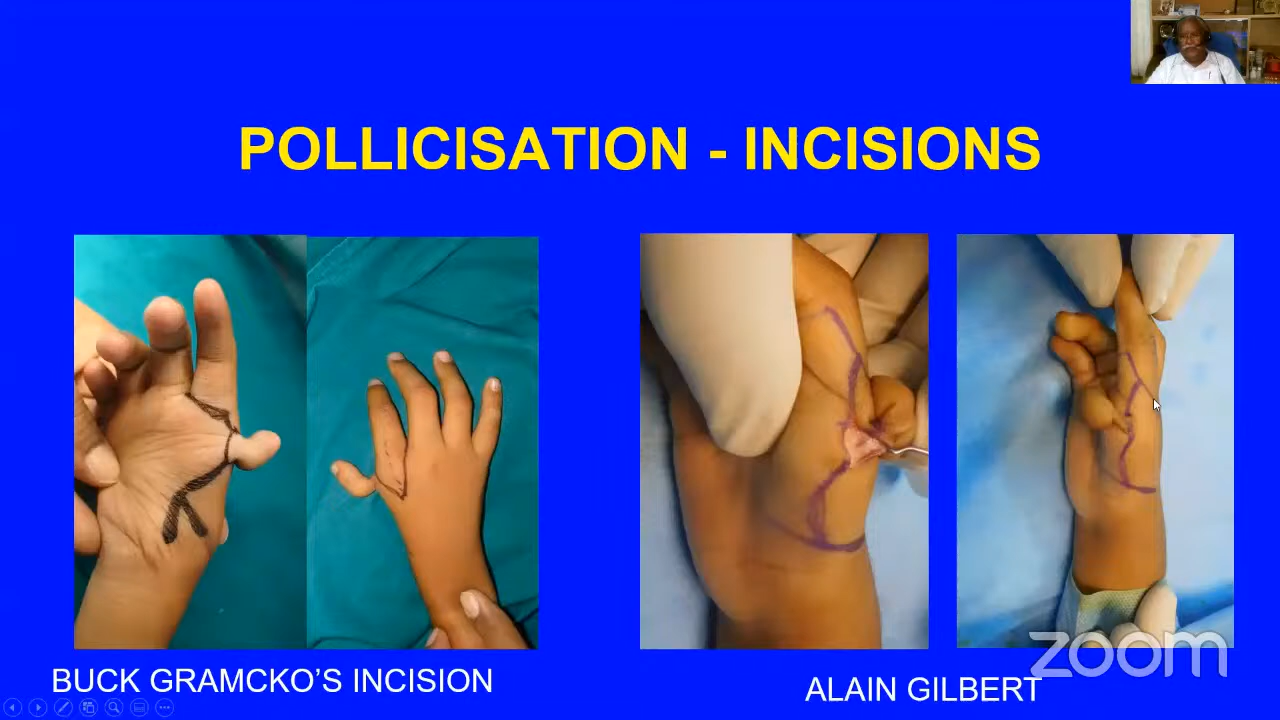 POLLICISATION - INCISIONS
BUCK GRAMCKO'S INCISION
ALAIN GILBERT
zoom